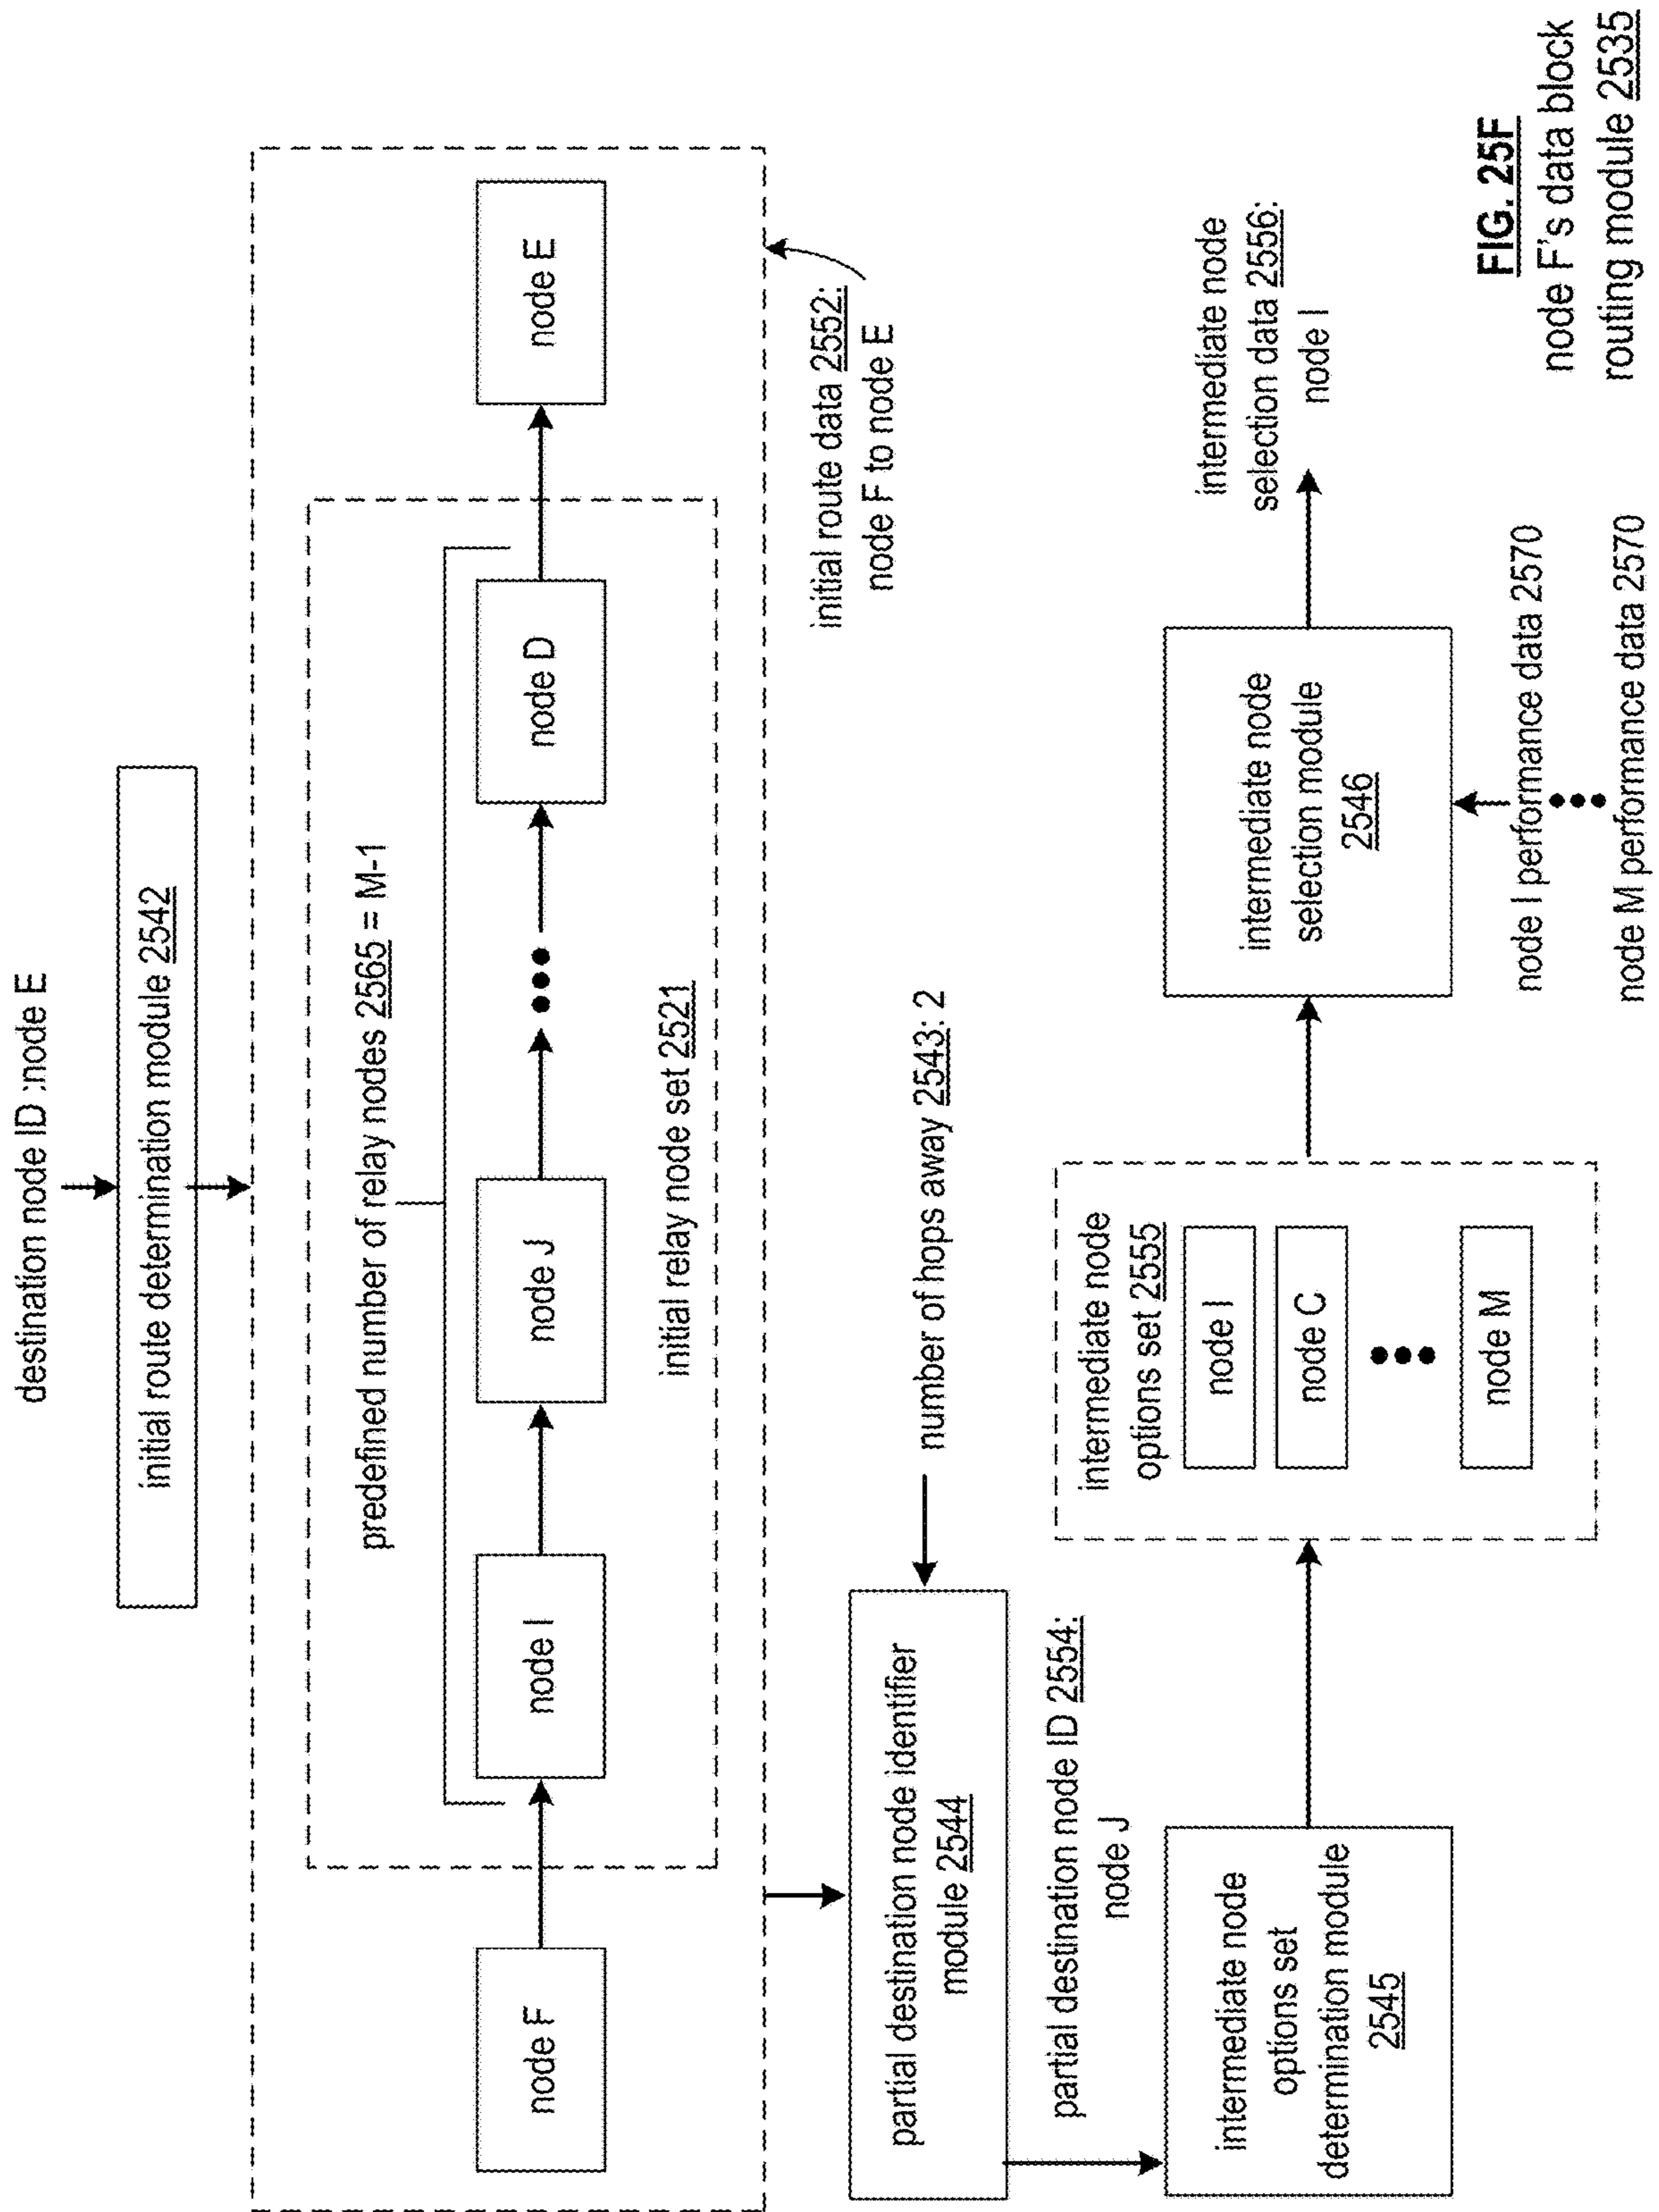 destination node ID :node E
initial route determination module 2542
predefined number of relay nodes 2565 = M-1
node F
node I
node J
node D
node E
initial relay node set 2521
initial route data 2552:
node F to node E
number of hops away 2543: 2
partial destination node identifier
module 2544
partial destination node ID 2554:
node J
intermediate node
options set
determination module
2545
intermediate node
options set 2555
node I
node C
node M
intermediate node
selection module
2546
node I performance data 2570
node M performance data 2570
intermediate node
selection data 2556:
node I
FIG. 25F
node F's data block
routing module 2535